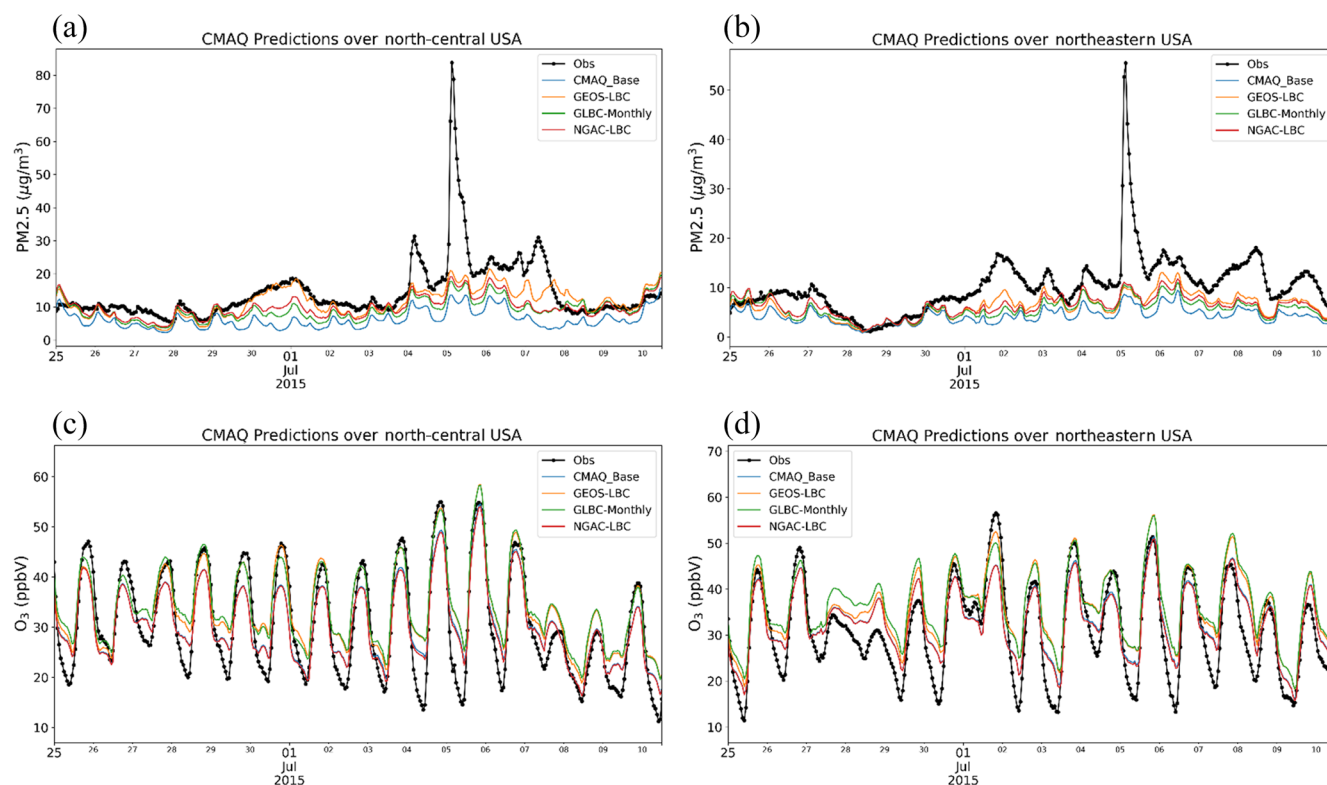 (a)
CMAQ Predictions over north-central USA
PM2.5 (μg/m³)
80
70
60
50
40
30
20
10
0
Obs
CMAQ_Base
GEOS-LBC
GLBC-Monthly
NGAC-LBC
25 26 27 28 29 30 01 02 03 04 05 06 07 08 09 10
Jul
2015
(b)
CMAQ Predictions over northeastern USA
PM2.5 (μg/m³)
50
40
30
20
10
0
Obs
CMAQ_Base
GEOS-LBC
GLBC-Monthly
NGAC-LBC
25 26 27 28 29 30 01 02 03 04 05 06 07 08 09 10
Jul
2015
(c)
CMAQ Predictions over north-central USA
O₃ (ppbV)
60
50
40
30
20
10
Obs
CMAQ_Base
GEOS-LBC
GLBC-Monthly
NGAC-LBC
25 26 27 28 29 30 01 02 03 04 05 06 07 08 09 10
Jul
2015
(d)
CMAQ Predictions over northeastern USA
O₃ (ppbV)
70
60
50
40
30
20
10
Obs
CMAQ_Base
GEOS-LBC
GLBC-Monthly
NGAC-LBC
25 26 27 28 29 30 01 02 03 04 05 06 07 08 09 10
Jul
2015